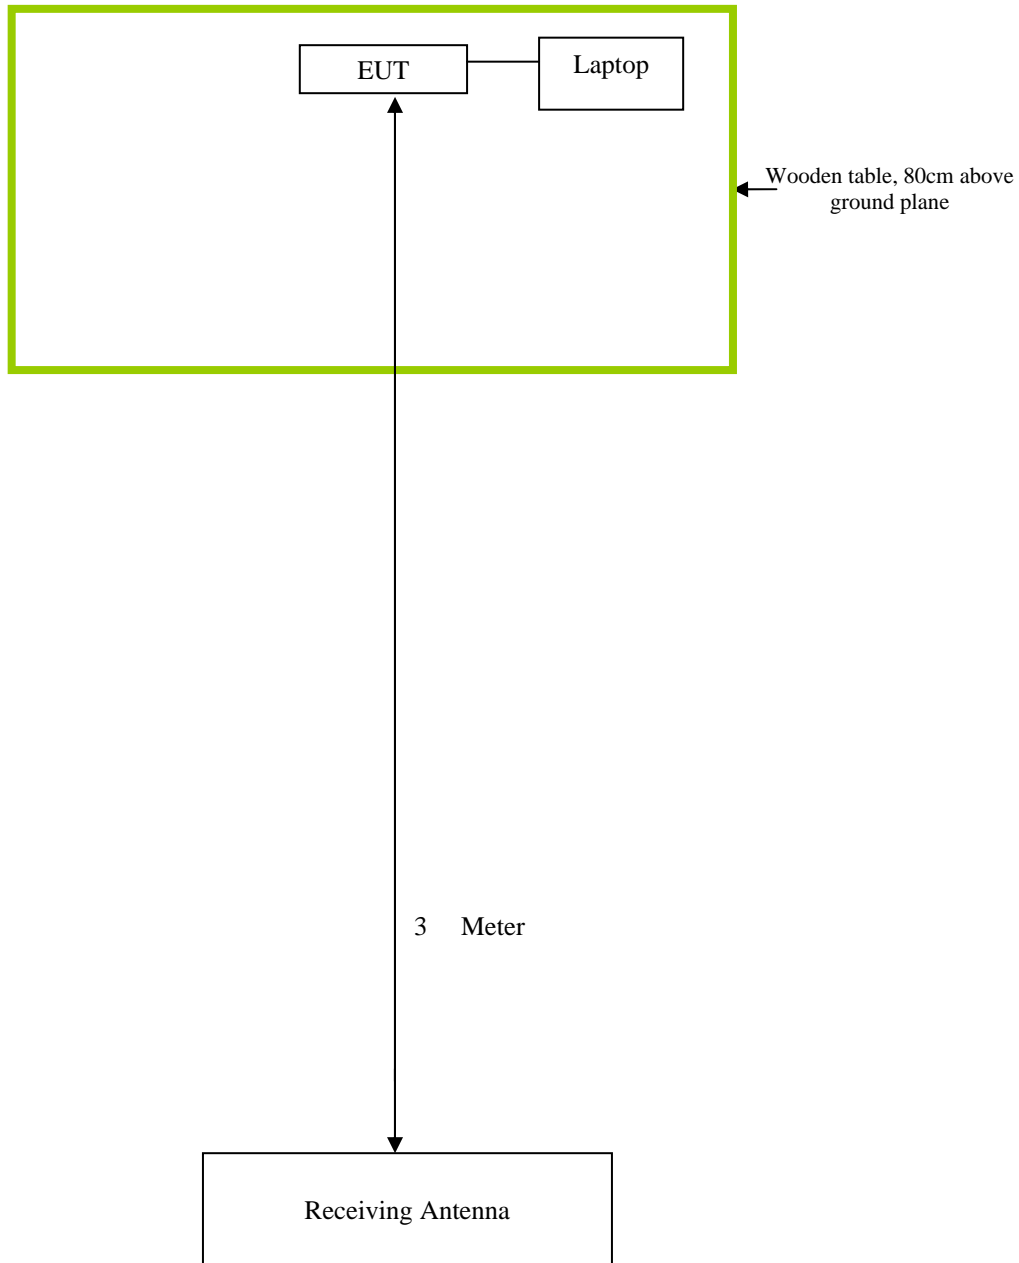 EUT
Laptop
Wooden table, 80cm above
ground plane
3 Meter
Receiving Antenna